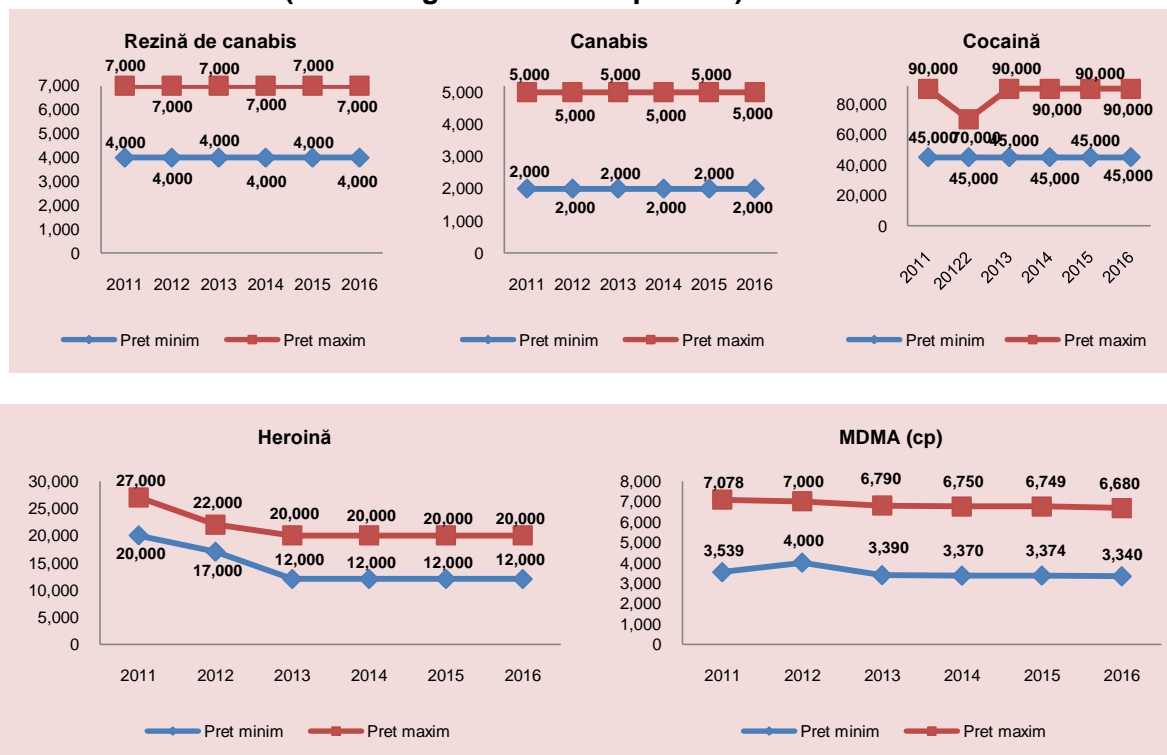 Rezină de canabis
7,000 7,000 7,000
7,000
6,000 7,000 7,000 7,000
5,000
4,000 4,000 4,000
4,000
3,000 4,000 4,000 4,000
2,000
1,000
0
2011 2012 2013 2014 2015 2016
Pret minim Pret maxim
Canabis
5,000 5,000 5,000
5,000
5,000 5,000 5,000
4,000
3,000
2,000 2,000 2,000
2,000
2,000 2,000 2,000
1,000
0
2011 2012 2013 2014 2015 2016
Pret minim Pret maxim
Cocaină
90,000 90,000 90,000
80,000 90,000 90,000
60,000
45,000 70,000 45,000 45,000
40,000
45,000 45,000 45,000
20,000
0
2011 20122 2013 2014 2015 2016
Pret minim Pret maxim
Heroină
30,000 27,000
25,000 22,000 20,000 20,000 20,000 20,000
20,000
15,000 20,000 17,000 12,000 12,000 12,000 12,000
10,000
5,000
0
2011 2012 2013 2014 2015 2016
Pret minim Pret maxim
MDMA (cp)
8,000 7,078 7,000 6,790 6,750 6,749 6,680
7,000
6,000
5,000
4,000 3,539 4,000 3,390 3,370 3,374 3,340
3,000
2,000
1,000
0
2011 2012 2013 2014 2015 2016
Pret minim Pret maxim